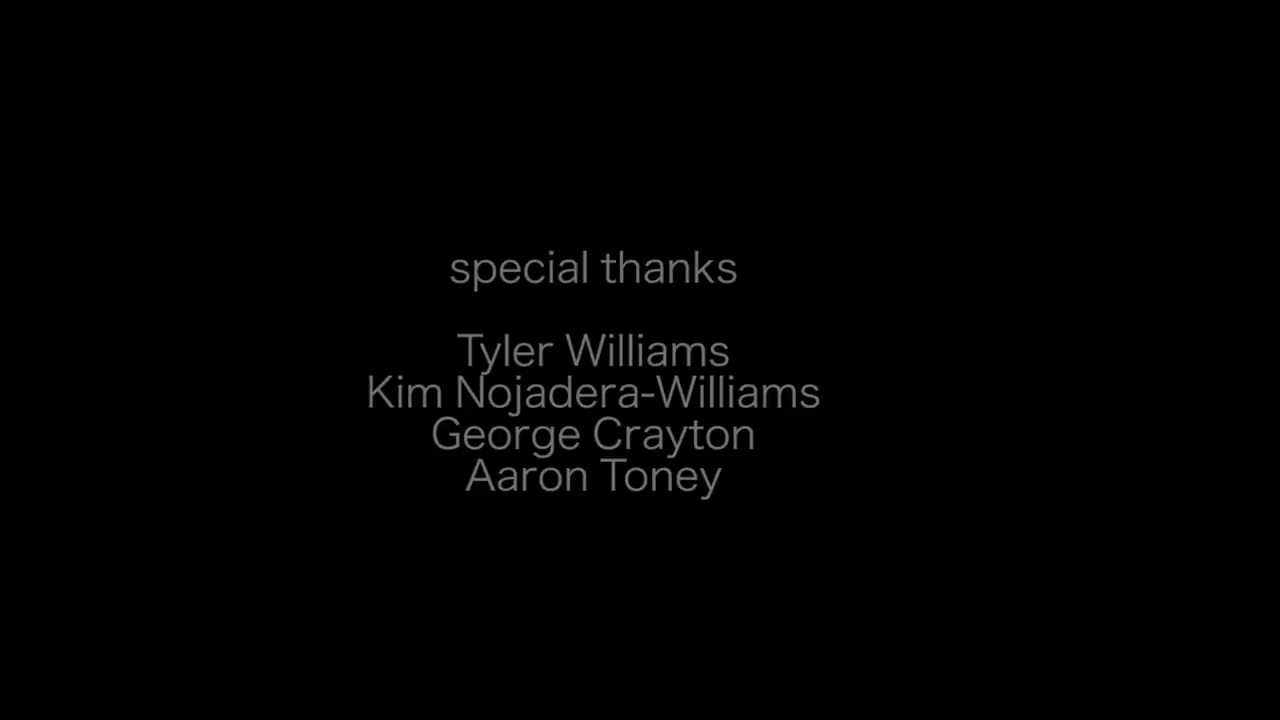 special thanks
Tyler Williams
Kim Nojadera-Williams
George Crayton
Aaron Toney